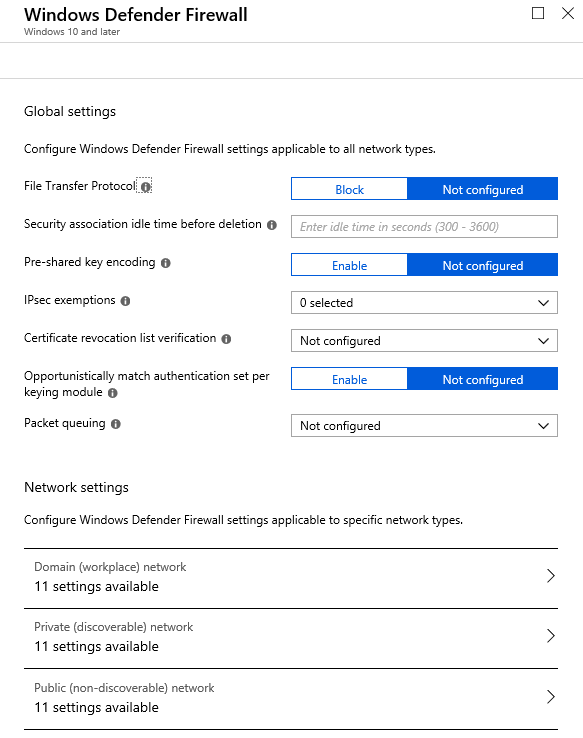 Windows Defender Firewall
Windows 10 and later
Global settings
Configure Windows Defender Firewall settings applicable to all network types.
File Transfer Protocol
Block
Not configured
Security association idle time before deletion
Enter idle time in seconds (300 - 3600)
Pre-shared key encoding
Enable
Not configured
IPsec exemptions
0 selected
Certificate revocation list verification
Not configured
Opportunistically match authentication set per
keying module
Enable
Not configured
Packet queuing
Not configured
Network settings
Configure Windows Defender Firewall settings applicable to specific network types.
Domain (workplace) network
11 settings available
Private (discoverable) network
11 settings available
Public (non-discoverable) network
11 settings available